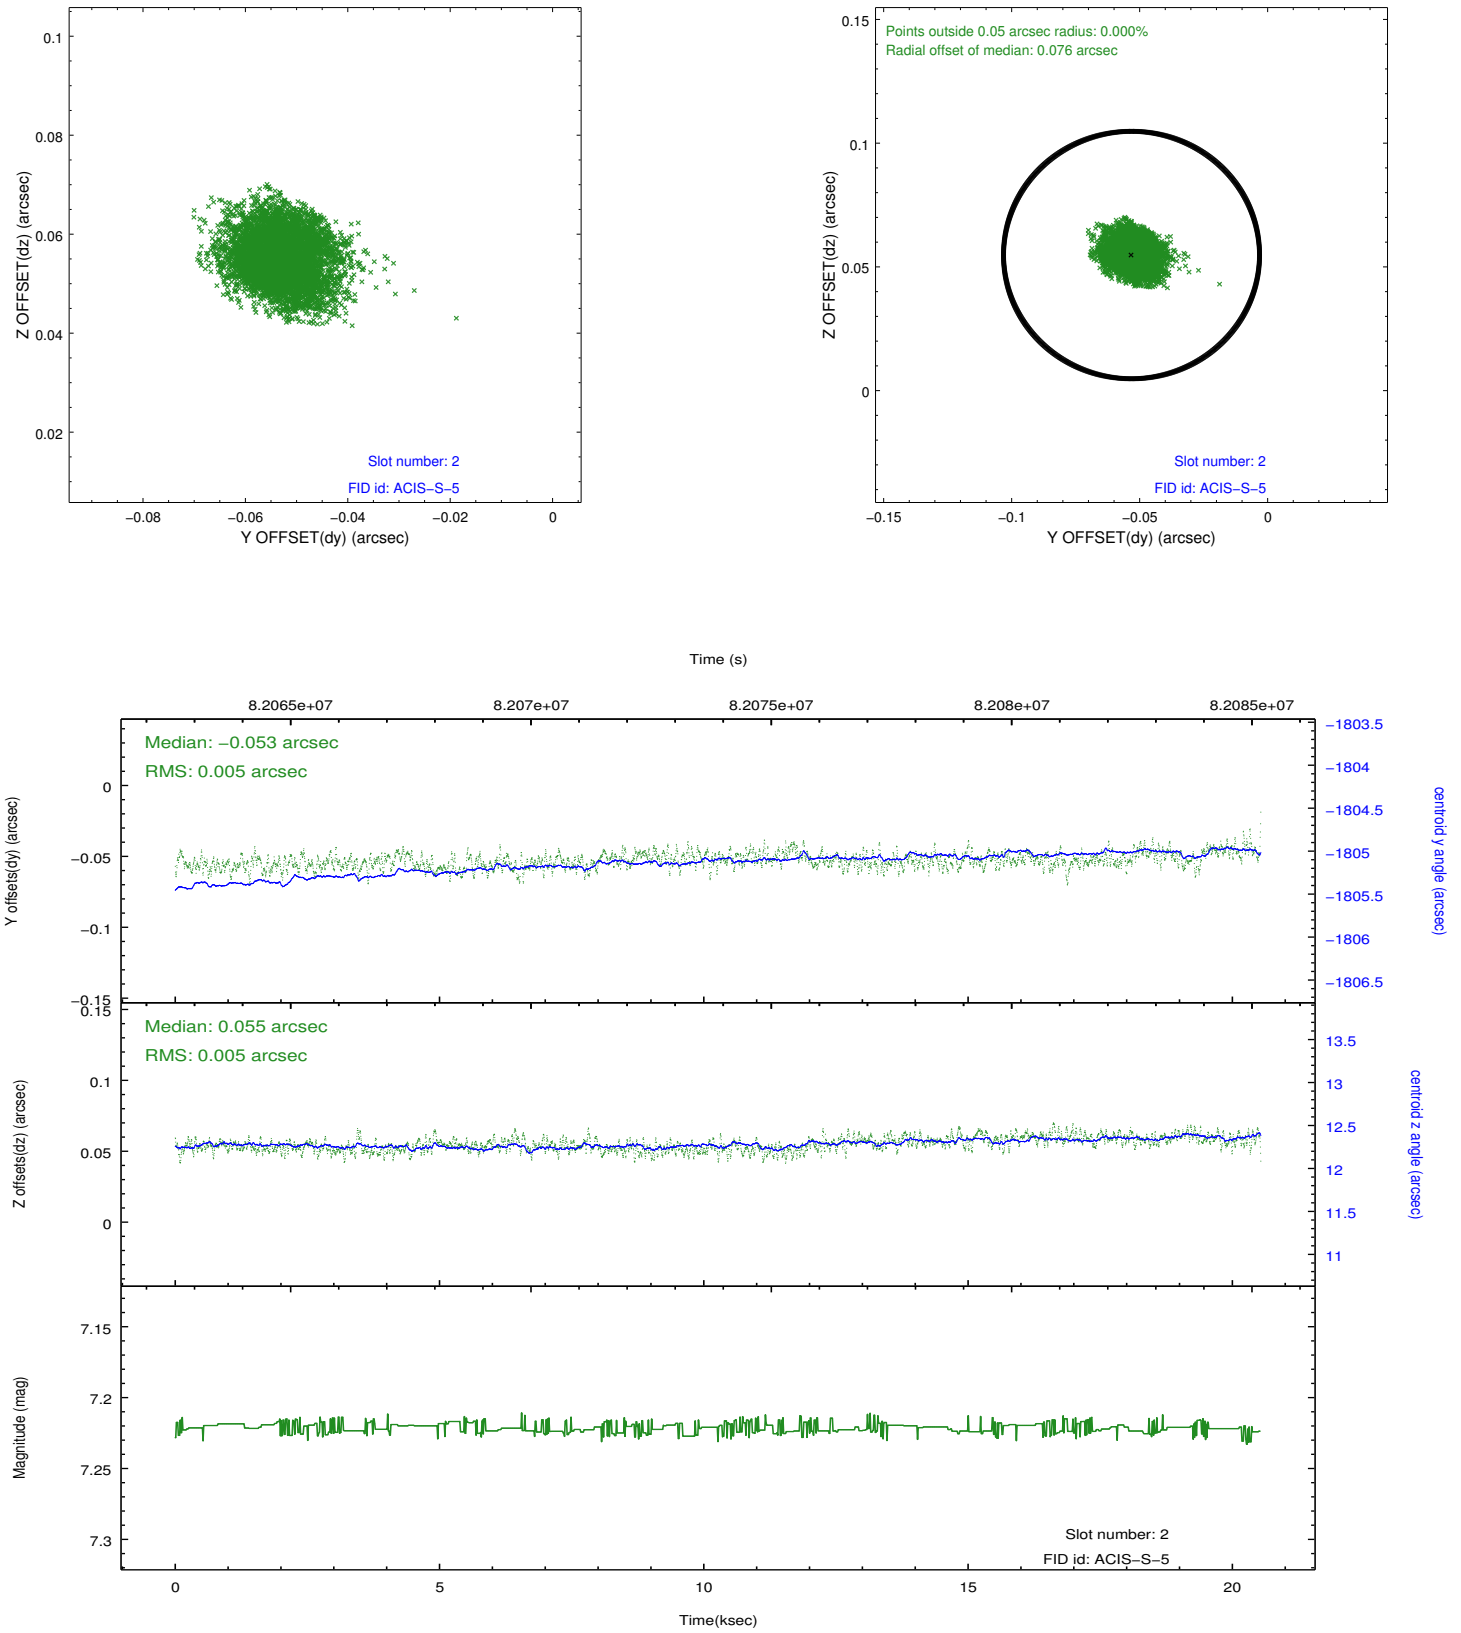 0.1
0.08
0.06
0.04
0.02
Z OFFSET(dz) (arcsec)
−0.08 −0.06 −0.04 −0.02 0
Y OFFSET(dy) (arcsec)
Slot number: 2
FID id: ACIS−S−5
Points outside 0.05 arcsec radius: 0.000%
Radial offset of median: 0.076 arcsec
0.15
0.1
0.05
0
Z OFFSET(dz) (arcsec)
−0.15 −0.1 −0.05 0
Y OFFSET(dy) (arcsec)
Slot number: 2
FID id: ACIS−S−5
Time (s)
8.2065e+07 8.207e+07 8.2075e+07 8.208e+07 8.2085e+07
Median: −0.053 arcsec
RMS: 0.005 arcsec
0
−0.05
−0.1
−0.15
Y offsets(dy) (arcsec)
−1803.5
−1804
−1804.5
−1805
−1805.5
−1806
−1806.5
centroid y angle (arcsec)
Median: 0.055 arcsec
RMS: 0.005 arcsec
0.15
0.1
0.05
0
Z offsets(dz) (arcsec)
13.5
13
12.5
12
11.5
11
centroid z angle (arcsec)
7.15
7.2
7.25
7.3
Magnitude (mag)
Slot number: 2
FID id: ACIS−S−5
0 5 10 15 20
Time(ksec)